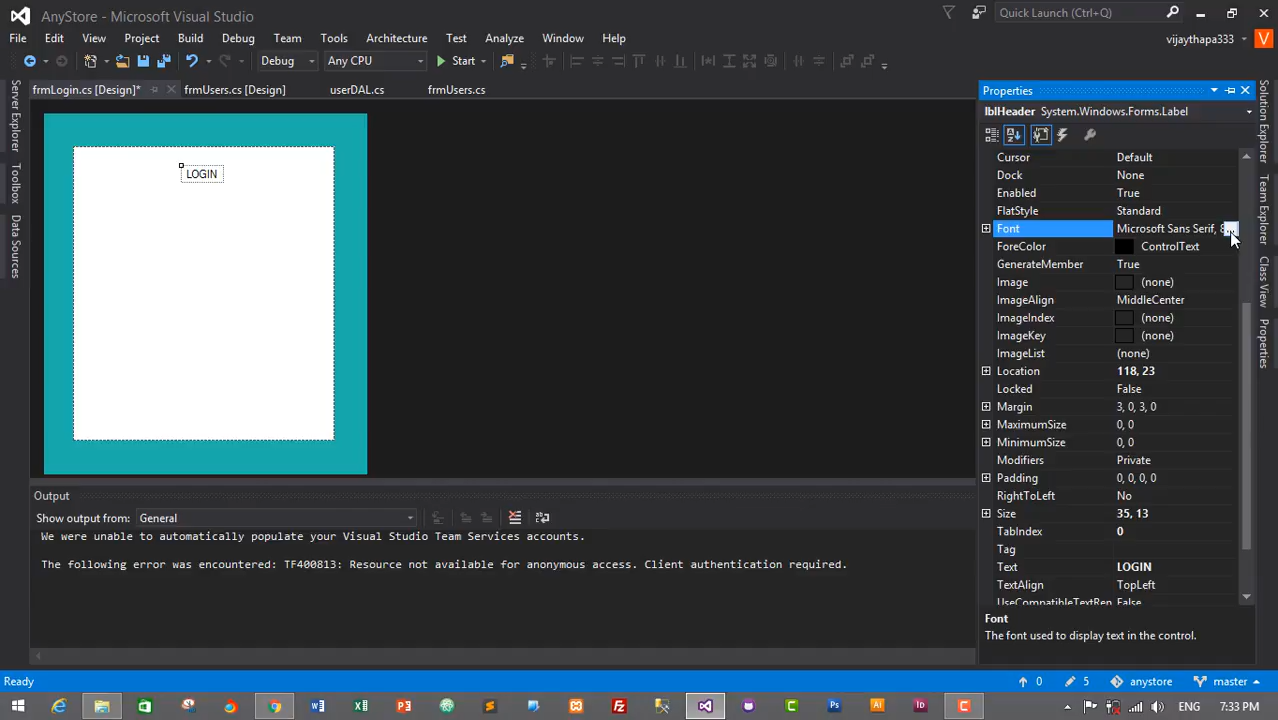 AnyStore - Microsoft Visual Studio
Quick Launch (Ctrl+Q)
File Edit View Project Build Debug Team Tools Architecture Test Analyze Window Help
vijaythapa333 V
Debug Any CPU Start
frmLogin.cs [Design]* frmUsers.cs [Design] userDAL.cs frmUsers.cs
Server Explorer
Toolbox
Data Sources
LOGIN
Properties
lblHeader System.Windows.Forms.Label
Cursor Default
Dock None
Enabled True
FlatStyle Standard
Font Microsoft Sans Serif, 8
ForeColor ControlText
GenerateMember True
Image (none)
ImageAlign MiddleCenter
ImageIndex (none)
ImageKey (none)
ImageList (none)
Location 118, 23
Locked False
Margin 3, 0, 3, 0
MaximumSize 0, 0
MinimumSize 0, 0
Modifiers Private
Padding 0, 0, 0, 0
RightToLeft No
Size 35, 13
TabIndex 0
Tag
Text LOGIN
TextAlign TopLeft
UseCompatibleTextRen False
Font
The font used to display text in the control.
Solution Explorer
Team Explorer
Class View
Properties
Output
Show output from: General
We were unable to automatically populate your Visual Studio Team Services accounts.
The following error was encountered: TF400813: Resource not available for anonymous access. Client authentication required.
Ready
0 5 anystore master
ENG 7:33 PM